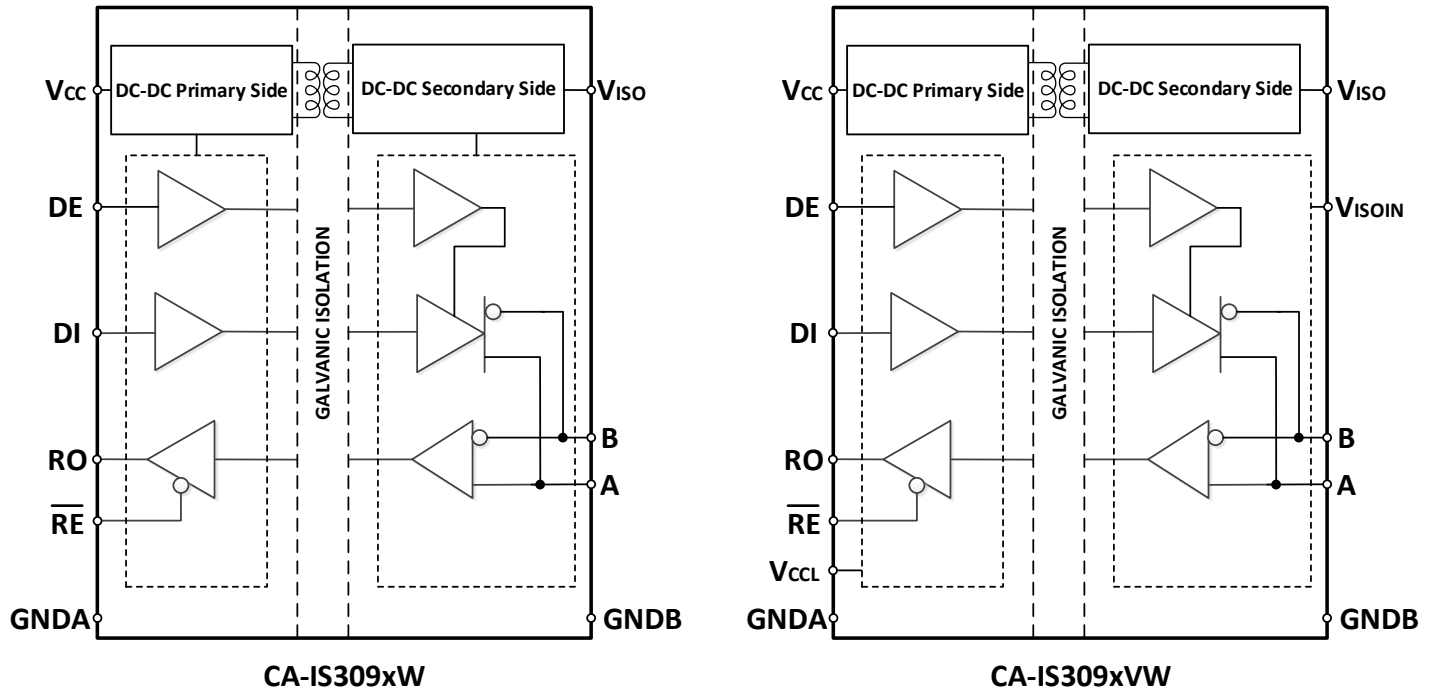 DC-DC Primary Side
DC-DC Secondary Side
VCC
VISO
DE
DI
GALVANIC ISOLATION
RO
RE
B
A
GNDA
GNDB
CA-IS309xW
DC-DC Primary Side
DC-DC Secondary Side
VCC
VISO
DE
VISOIN
DI
GALVANIC ISOLATION
RO
RE
B
A
VCCL
GNDA
GNDB
CA-IS309xVW